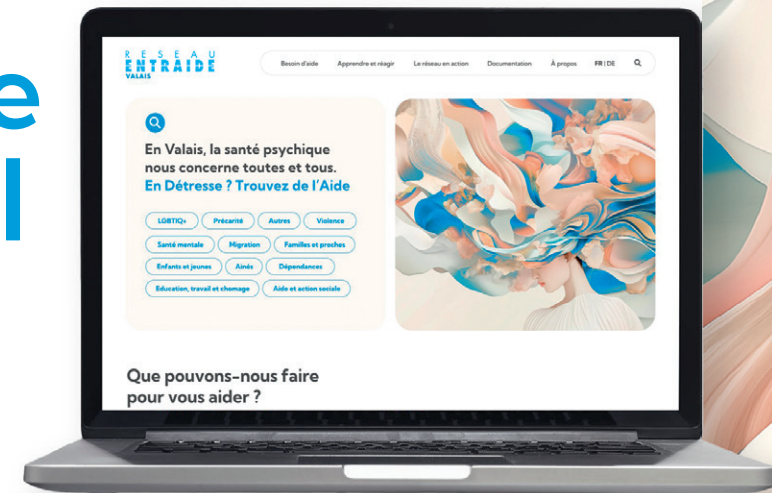 e
l
RESEAU
ENTRAIDE
VALAIS
Besoin d'aide Apprendre et réagir Le réseau en action Documentation À propos FR | DE
En Valais, la santé psychique
nous concerne toutes et tous.
En Détresse ? Trouvez de l'Aide
LGBTIQ+ Précarité Autres Violence
Santé mentale Migration Familles et proches
Enfants et jeunes Ainés Dépendances
Education, travail et chomage Aide et action sociale
Que pouvons-nous faire
pour vous aider ?